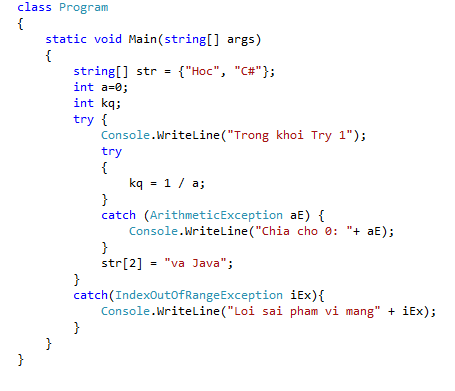 class Program
{
    static void Main(string[] args)
    {
        string[] str = {"Hoc", "C#"};
        int a=0;
        int kq;
        try {
            Console.WriteLine("Trong khoi Try 1");
            try
            {
                kq = 1 / a;
            }
            catch (ArithmeticException aE) {
                Console.WriteLine("Chia cho 0: "+ aE);
            }
            str[2] = "va Java";
        }
        catch(IndexOutOfRangeException iEx){
            Console.WriteLine("Loi sai pham vi mang" + iEx);
        }
    }
}